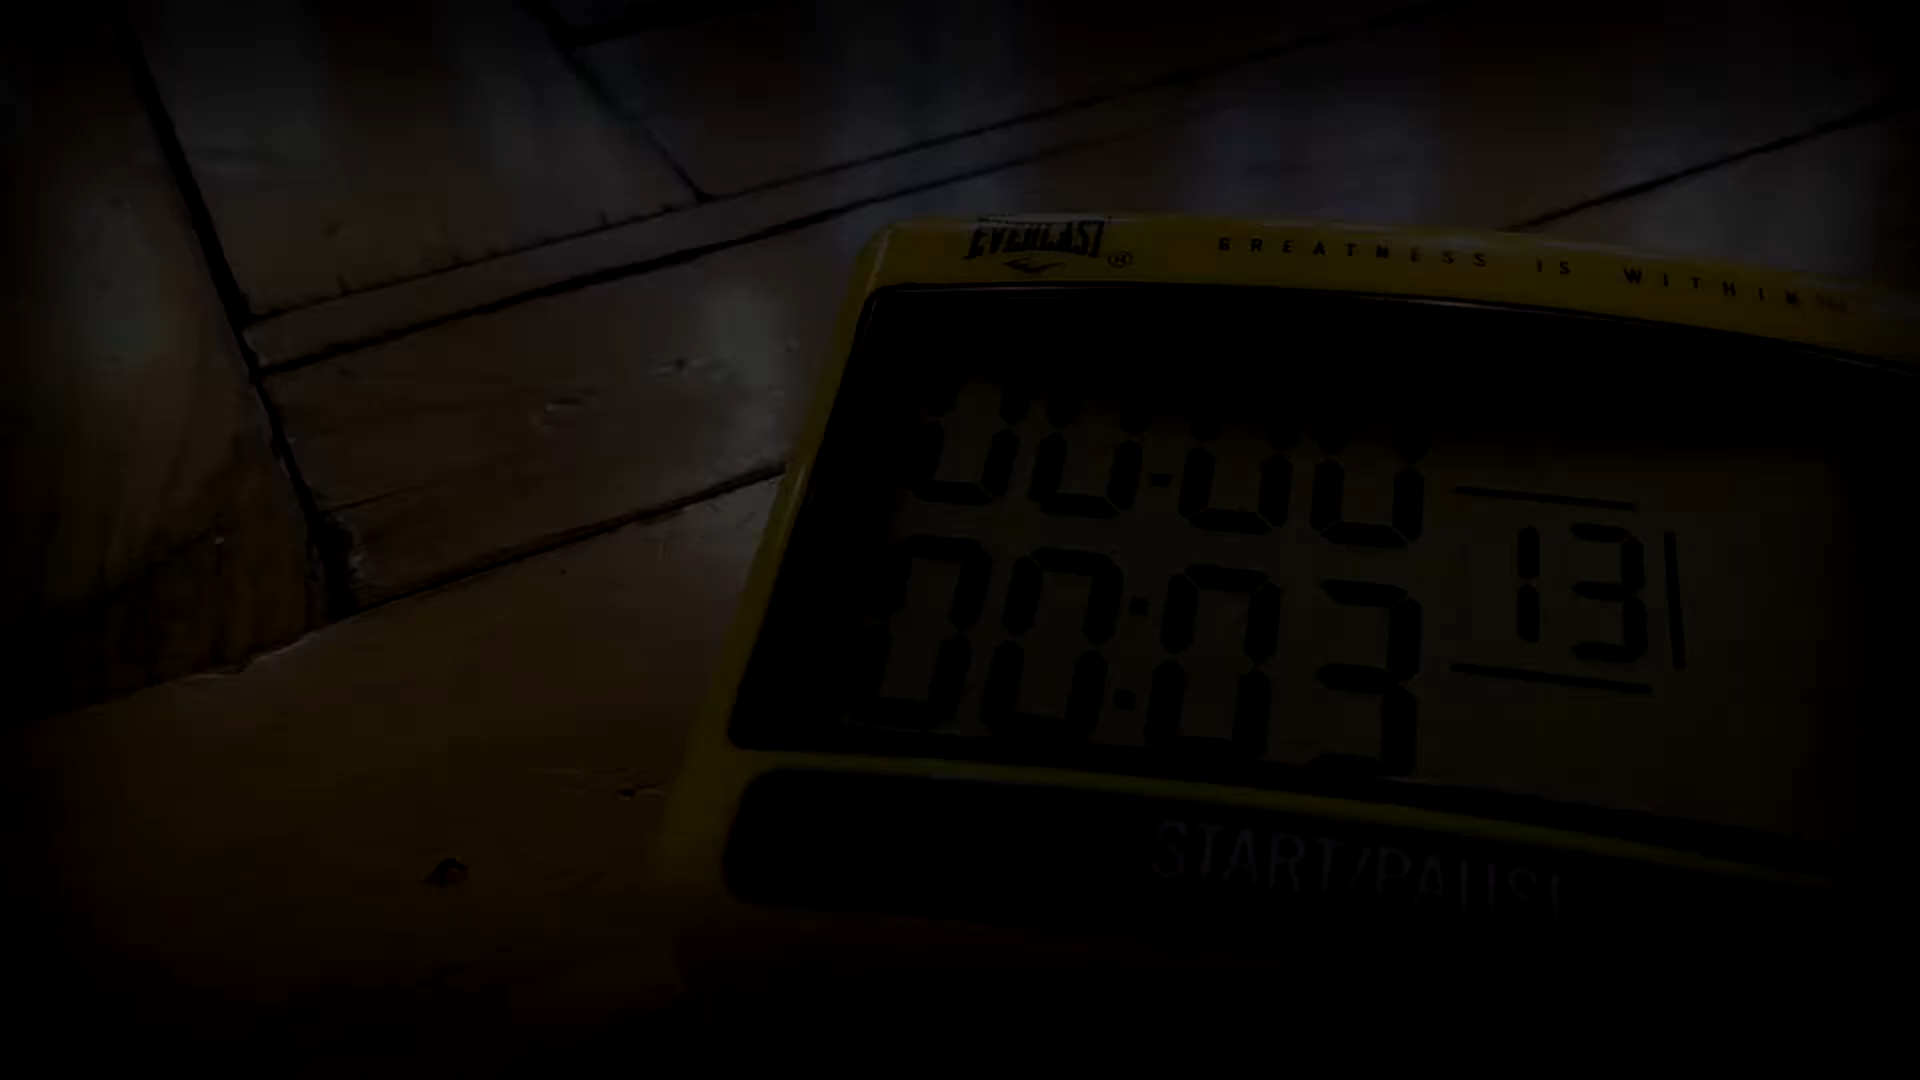 EVERLAST ®
GREATNESS IS WITHIN
00:00
13
00:03
START/PAUSE